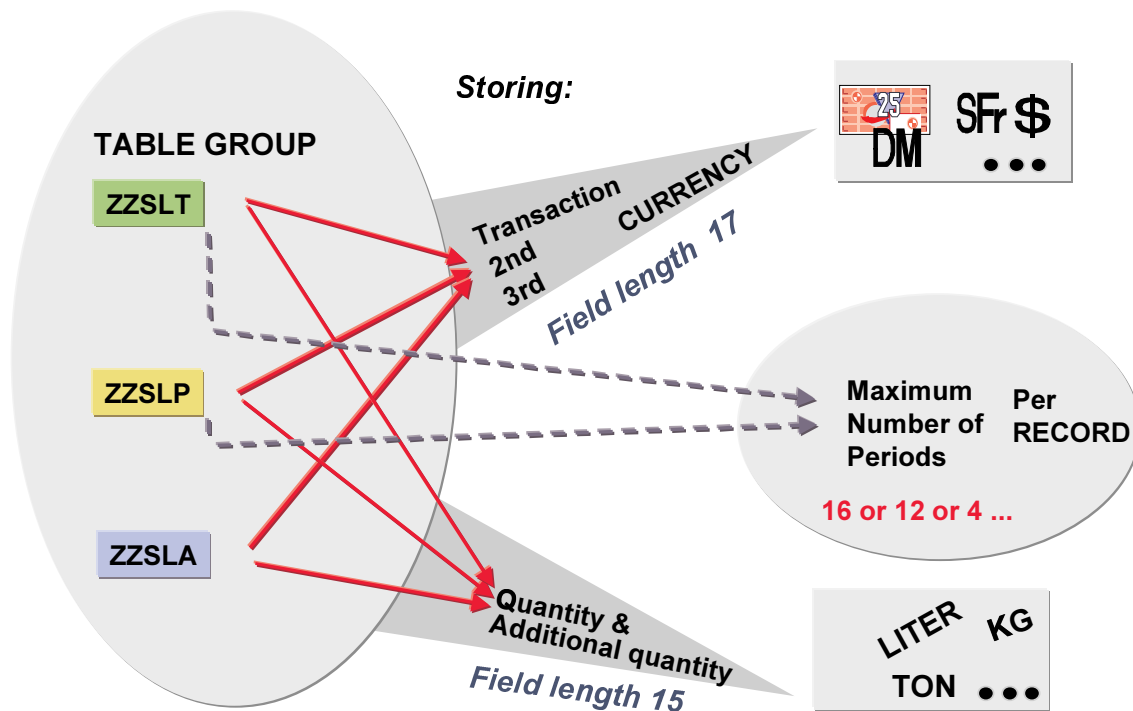 Storing:
TABLE GROUP
ZZSLT
ZZSLP
ZZSLA
Transaction
2nd
3rd
CURRENCY
Field length 17
25
DM
SFr $
...
Maximum
Number of
Periods
Per
RECORD
16 or 12 or 4 ...
Quantity &
Additional quantity
Field length 15
LITER
KG
TON ...